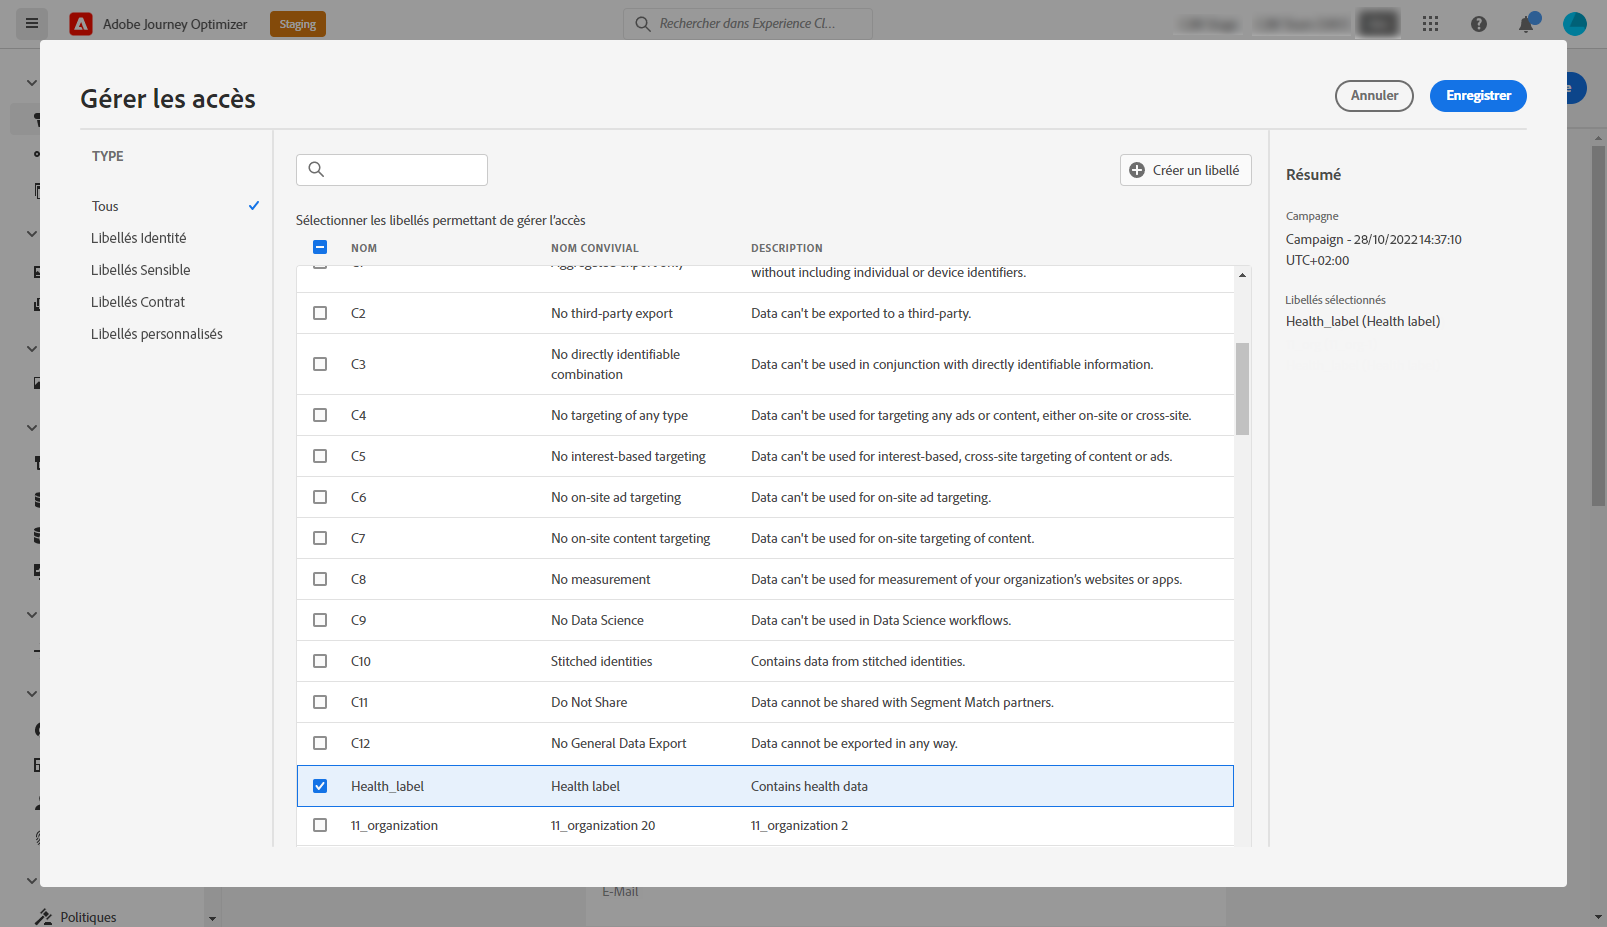 Adobe Journey Optimizer
Staging
Rechercher dans Experience Cl...
Gérer les accès
Annuler
Enregistrer
e
TYPE
Tous
Libellés Identité
Libellés Sensible
Libellés Contrat
Libellés personnalisés
Créer un libellé
Sélectionner les libellés permettant de gérer l'accès
NOM NOM CONVIVIAL DESCRIPTION
without including individual or device identifiers.
C2 No third-party export Data can't be exported to a third-party.
C3 No directly identifiable combination Data can't be used in conjunction with directly identifiable information.
C4 No targeting of any type Data can't be used for targeting any ads or content, either on-site or cross-site.
C5 No interest-based targeting Data can't be used for interest-based, cross-site targeting of content or ads.
C6 No on-site ad targeting Data can't be used for on-site ad targeting.
C7 No on-site content targeting Data can't be used for on-site targeting of content.
C8 No measurement Data can't be used for measurement of your organization's websites or apps.
C9 No Data Science Data can't be used in Data Science workflows.
C10 Stitched identities Contains data from stitched identities.
C11 Do Not Share Data cannot be shared with Segment Match partners.
C12 No General Data Export Data cannot be exported in any way.
Health_label Health label Contains health data
11_organization 11_organization 20 11_organization 2
Résumé
Campagne
Campaign - 28/10/2022 14:37:10
UTC+02:00
Libellés sélectionnés
Health_label (Health label)
E-Mail
Politiques